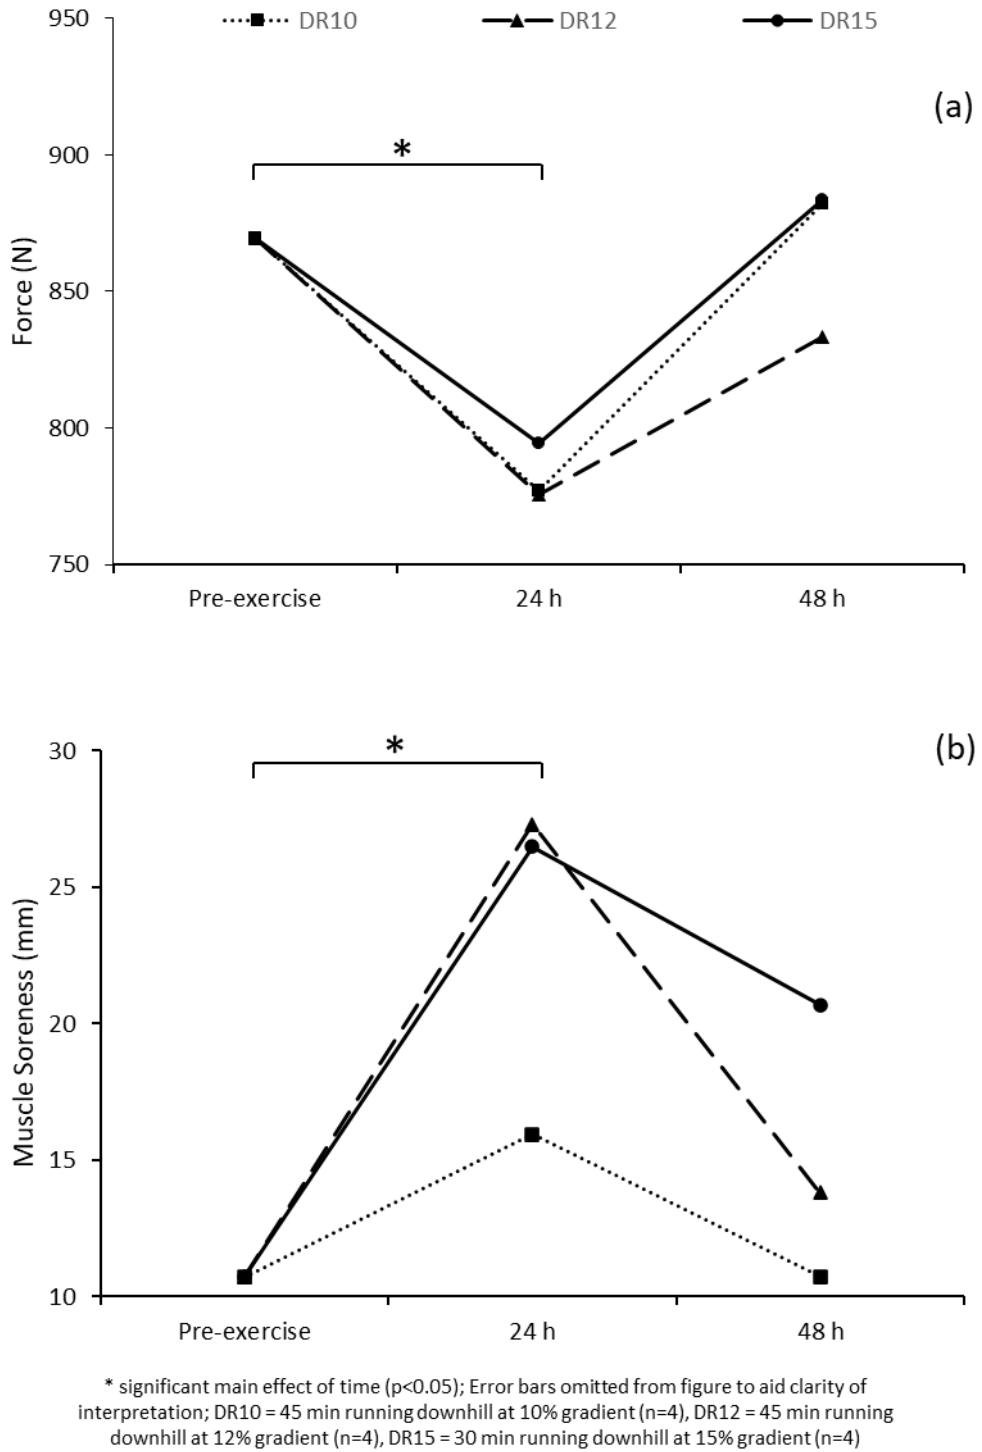 DR10 DR12 DR15
(a)
950
900
850
800
750
Force (N)
*
Pre-exercise 24 h 48 h
(b)
30
25
20
15
10
Muscle Soreness (mm)
*
Pre-exercise 24 h 48 h
* significant main effect of time (p<0.05); Error bars omitted from figure to aid clarity of
interpretation; DR10 = 45 min running downhill at 10% gradient (n=4), DR12 = 45 min running
downhill at 12% gradient (n=4), DR15 = 30 min running downhill at 15% gradient (n=4)